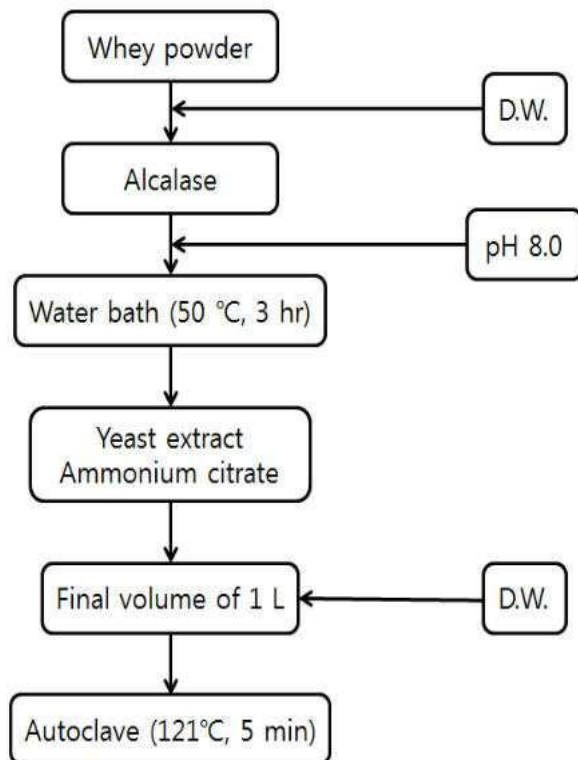 Whey powder
D.W.
Alcalase
pH 8.0
Water bath (50 ℃, 3 hr)
Yeast extract
Ammonium citrate
Final volume of 1 L
D.W.
Autoclave (121℃, 5 min)